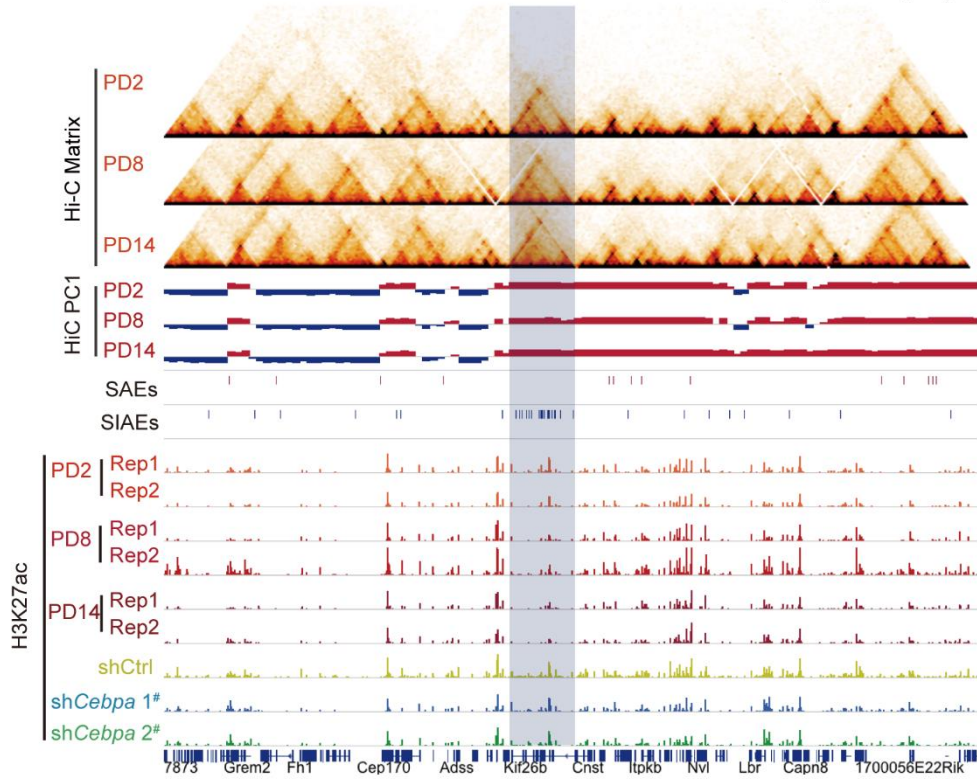 Hi-C Matrix
PD2
PD8
PD14
HiC PC1
PD2
PD8
PD14
SAEs
SIAEs
H3K27ac
PD2
Rep1
Rep2
PD8
Rep1
Rep2
PD14
Rep1
Rep2
shCtrl
shCebpa 1#
shCebpa 2#
7873 Grem2 Fh1 Cep170 Adss Kif26b Cnst Itpkb Nvl Lbr Capn8 1700056E22Rik